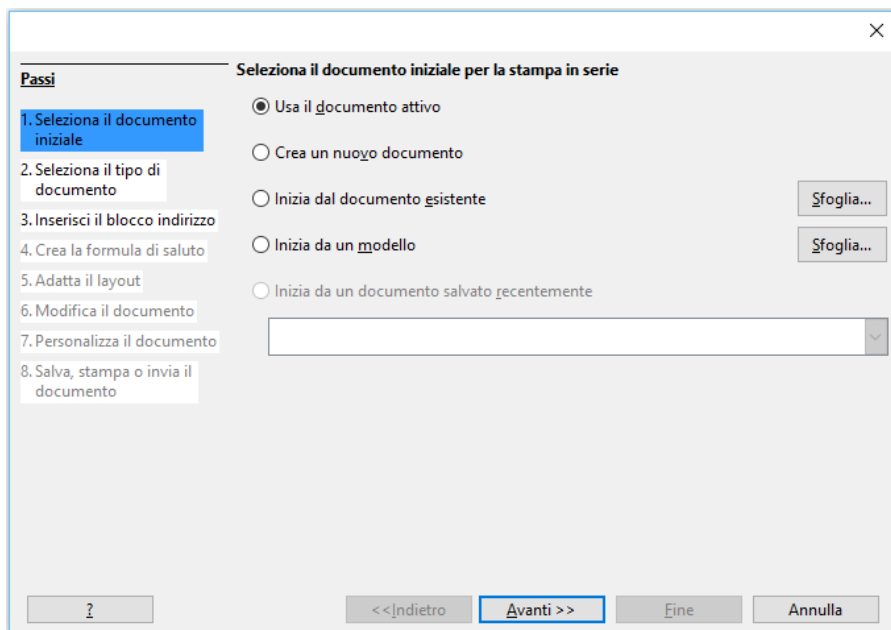 Passi
1. Seleziona il documento
iniziale
2. Seleziona il tipo di
documento
3. Inserisci il blocco indirizzo
4. Crea la formula di saluto
5. Adatta il layout
6. Modifica il documento
7. Personalizza il documento
8. Salva, stampa o invia il
documento
Seleziona il documento iniziale per la stampa in serie
Usa il documento attivo
Crea un nuovo documento
Inizia dal documento esistente
Sfoglia...
Inizia da un modello
Sfoglia...
Inizia da un documento salvato recentemente
?
<<Indietro
Avanti >>
Fine
Annulla